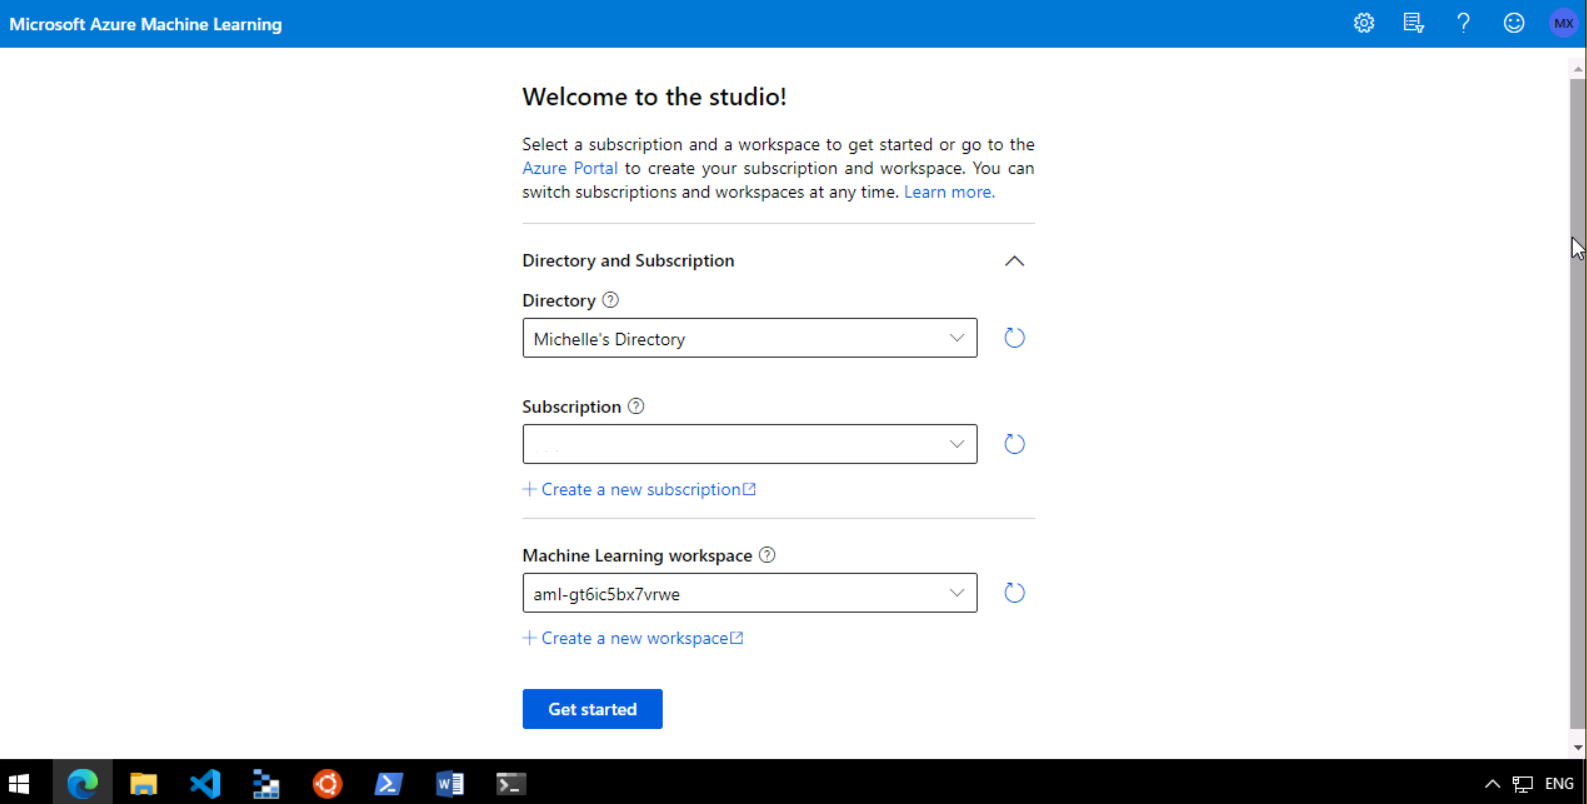 Microsoft Azure Machine Learning
MX
Welcome to the studio!
Select a subscription and a workspace to get started or go to the
Azure Portal to create your subscription and workspace. You can
switch subscriptions and workspaces at any time. Learn more.
Directory and Subscription
Directory
Michelle's Directory
Subscription
Create a new subscription
Machine Learning workspace
aml-gt6ic5bx7vrwe
Create a new workspace
Get started
ENG